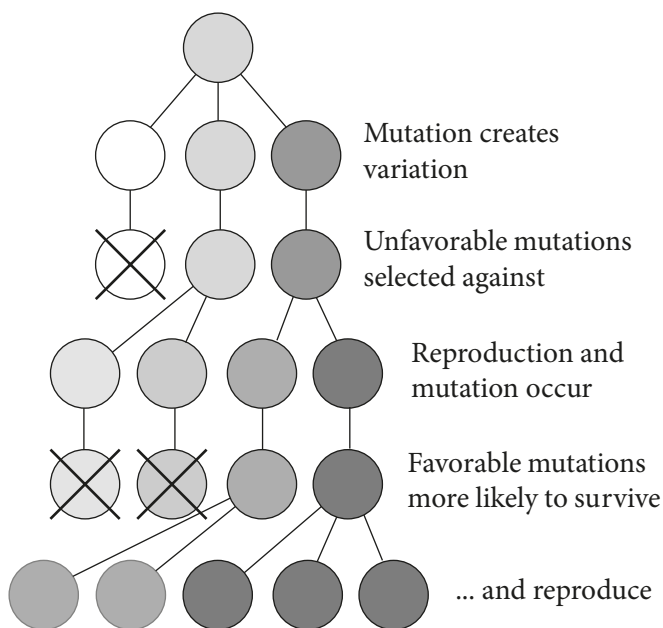 Mutation creates
variation
Unfavorable mutations
selected against
Reproduction and
mutation occur
Favorable mutations
more likely to survive
... and reproduce